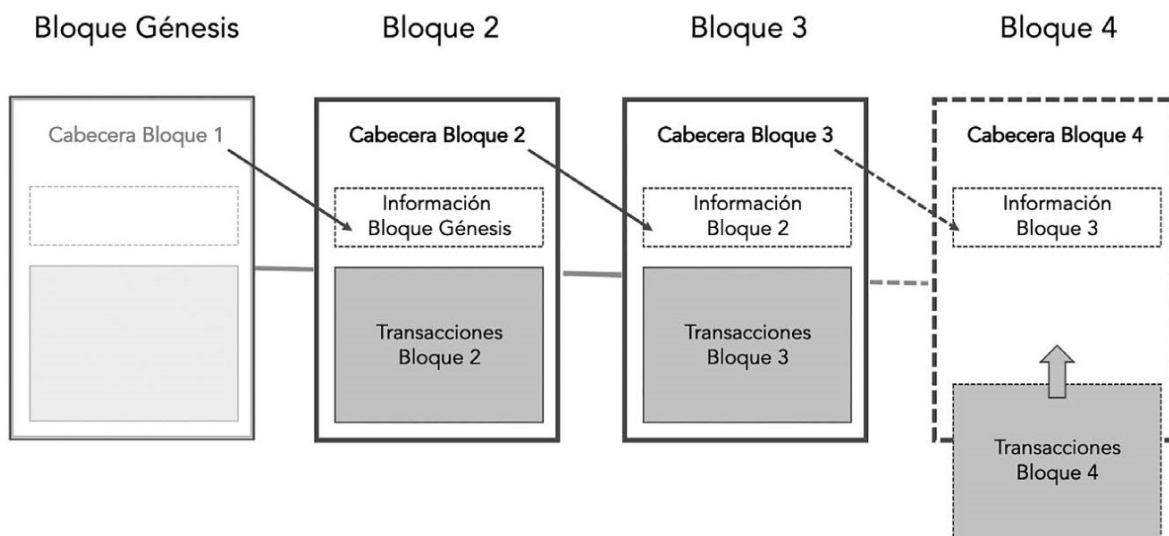 Bloque Génesis
Bloque 2
Bloque 3
Bloque 4
Cabecera Bloque 1
Cabecera Bloque 2
Cabecera Bloque 3
Cabecera Bloque 4
Información
Bloque Génesis
Información
Bloque 2
Información
Bloque 3
Transacciones
Bloque 2
Transacciones
Bloque 3
Transacciones
Bloque 4